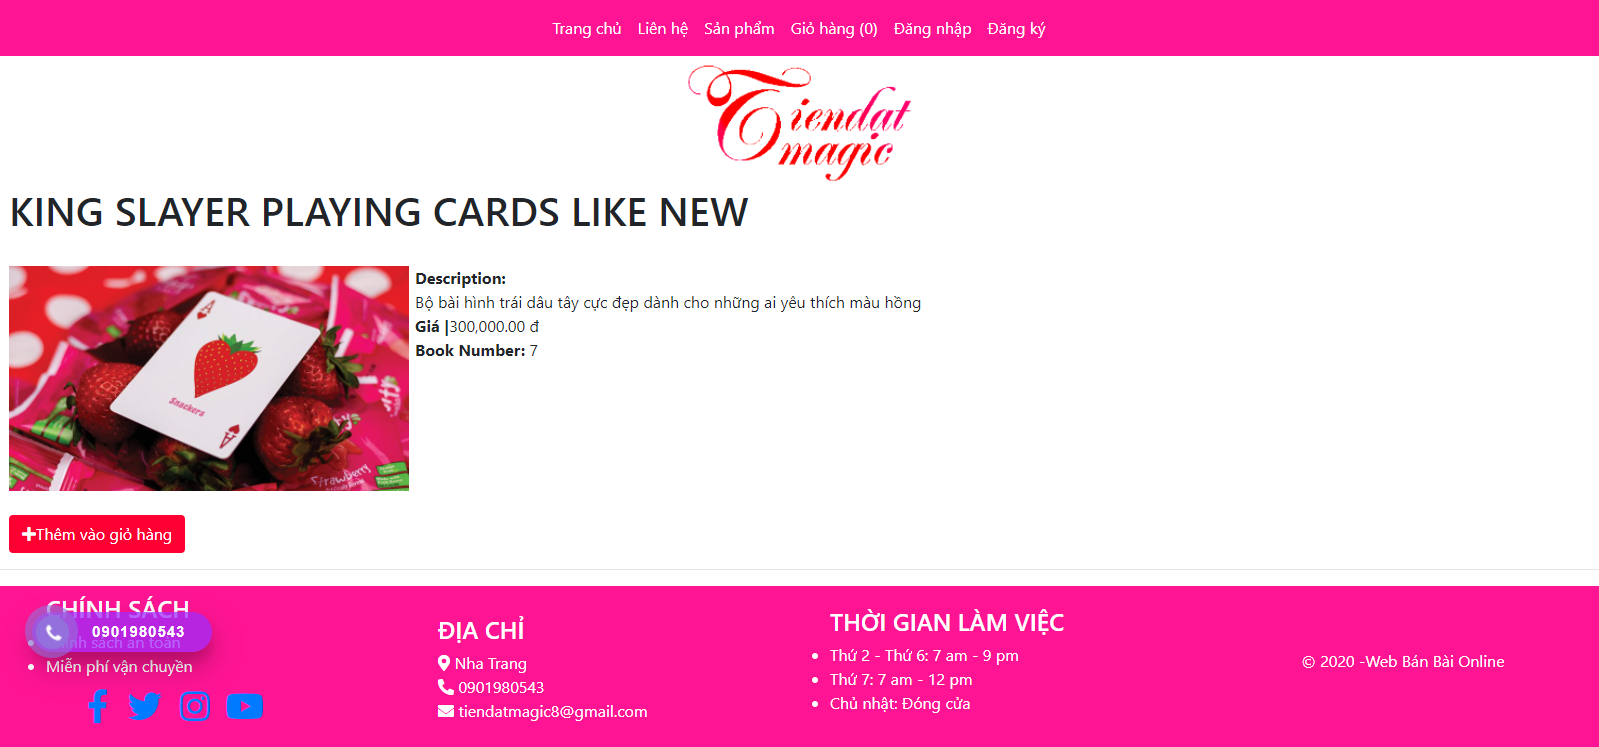 Trang chủ Liên hệ Sản phẩm Giỏ hàng (0) Đăng nhập Đăng ký
Tiendat
magic
KING SLAYER PLAYING CARDS LIKE NEW
A
Snackers
A
Strawberry
Description:
Bộ bài hình trái dâu tây cực đẹp dành cho những ai yêu thích màu hồng
Giá |300,000.00 đ
Book Number: 7
Thêm vào giỏ hàng
CHÍNH SÁCH
0901980543
sách an toàn
Miễn phí vận chuyền
ĐỊA CHỈ
Nha Trang
0901980543
tiendatmagic8@gmail.com
THỜI GIAN LÀM VIỆC
Thứ 2 - Thứ 6: 7 am - 9 pm
Thứ 7: 7 am - 12 pm
Chủ nhật: Đóng cửa
© 2020 -Web Bán Bài Online